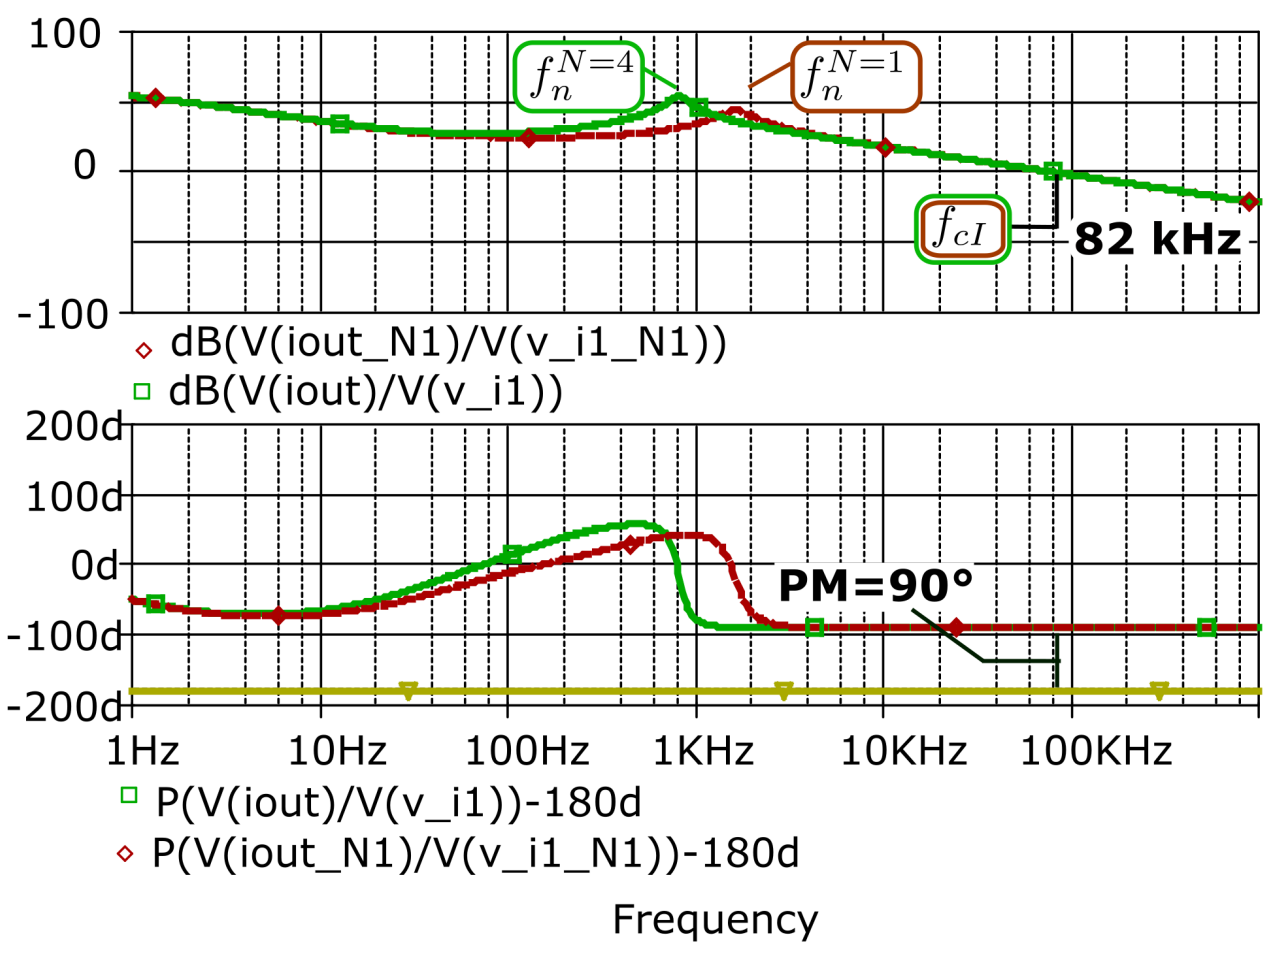 100
f_n^{N=4}
f_n^{N=1}
0
f_{cI}
82 kHz
-100
dB(V(iout_N1)/V(v_i1_N1))
dB(V(iout)/V(v_i1))
200d
100d
0d
PM=90°
-100d
-200d
1Hz 10Hz 100Hz 1KHz 10KHz 100KHz
P(V(iout)/V(v_i1))-180d
P(V(iout_N1)/V(v_i1_N1))-180d
Frequency